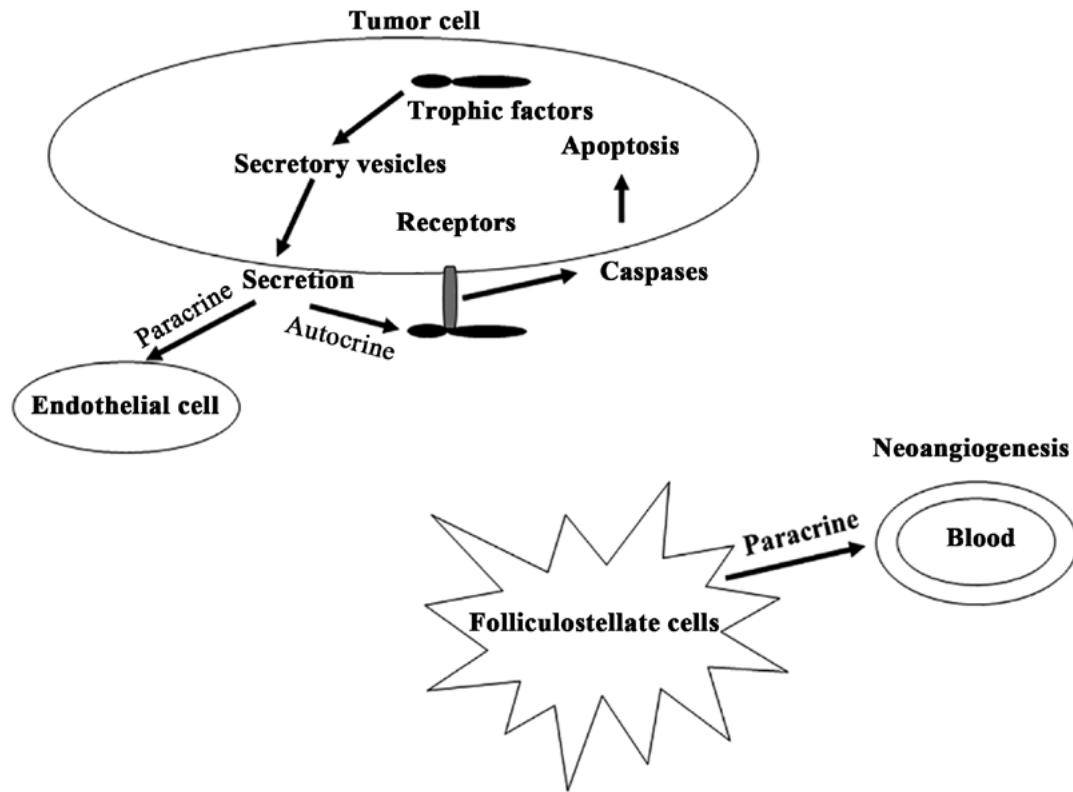 Tumor cell
Trophic factors
Apoptosis
Secretory vesicles
Receptors
Caspases
Secretion
Paracrine
Autocrine
Endothelial cell
Neoangiogenesis
Paracrine
Blood
Folliculostellate cells